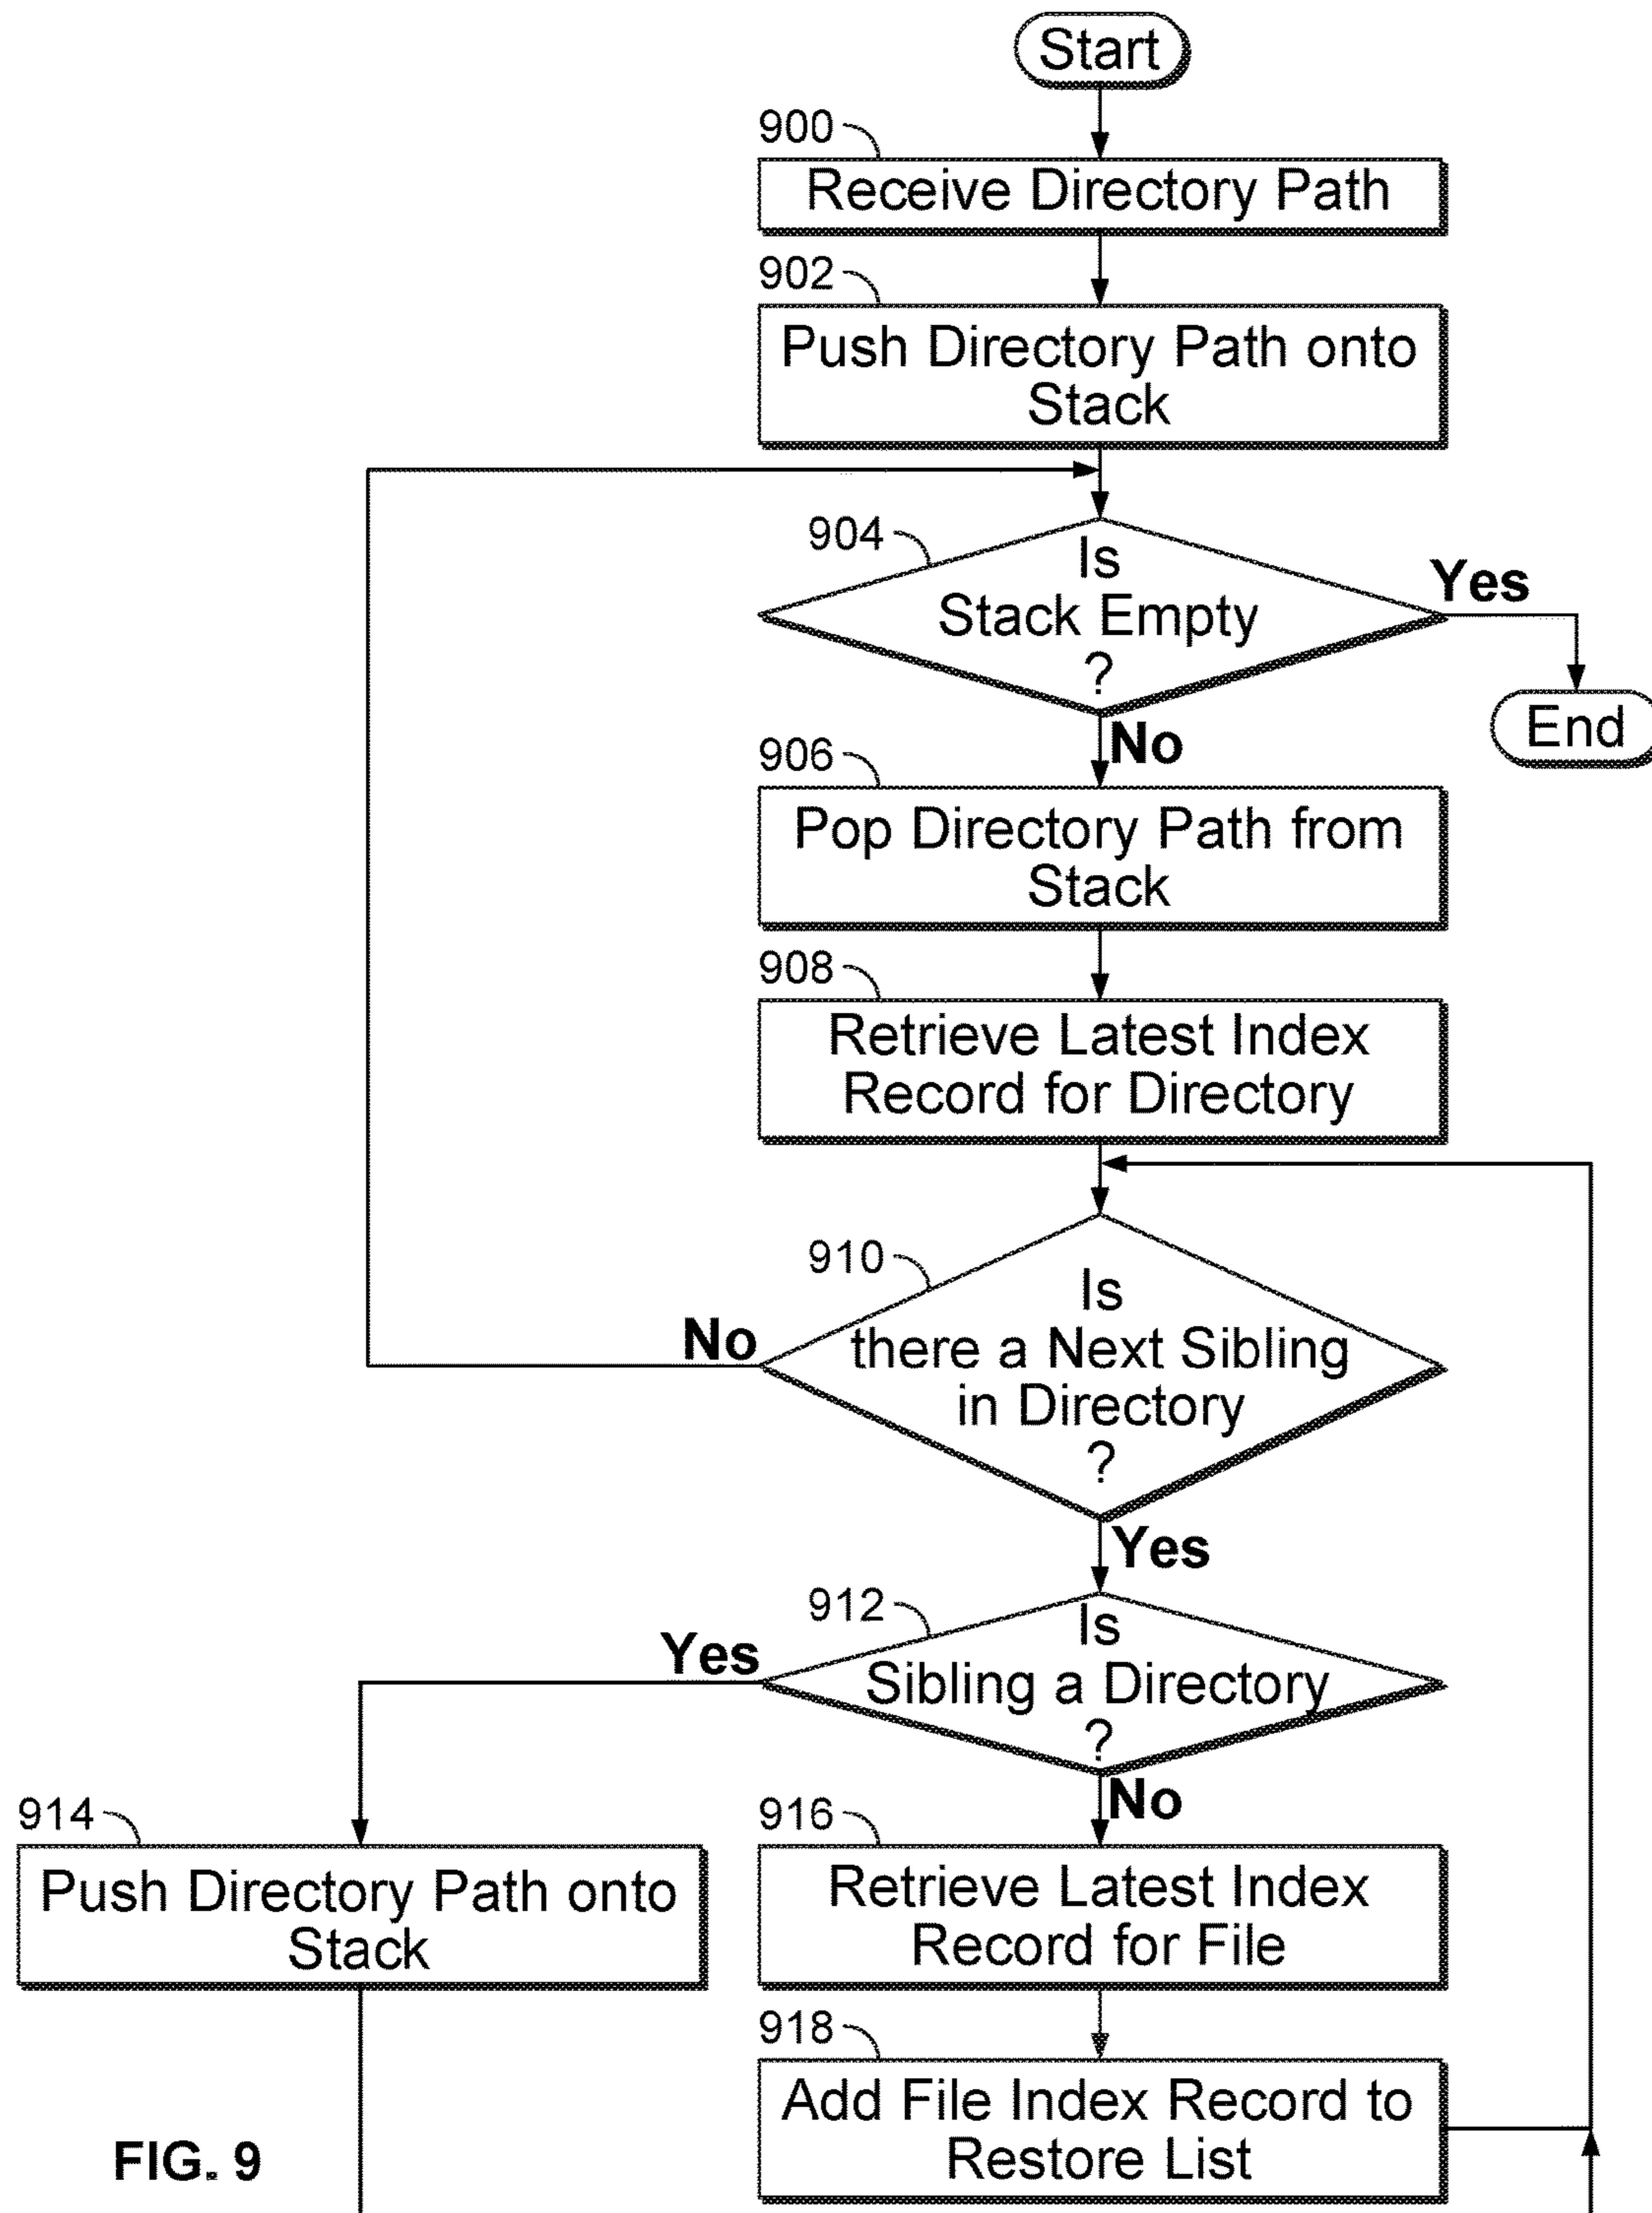 Start
900
Receive Directory Path
902
Push Directory Path onto
Stack
904
Is
Stack Empty
?
Yes
End
No
906
Pop Directory Path from
Stack
908
Retrieve Latest Index
Record for Directory
910
Is
there a Next Sibling
in Directory
?
No
Yes
912
Is
Sibling a Directory
?
Yes
No
914
Push Directory Path onto
Stack
916
Retrieve Latest Index
Record for File
918
Add File Index Record to
Restore List
FIG. 9